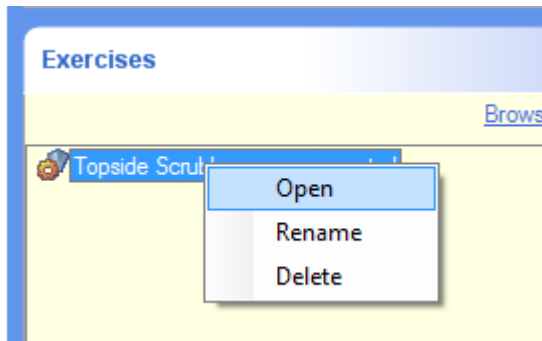 Exercises
Brows
Topside Scrub
Open
Rename
Delete